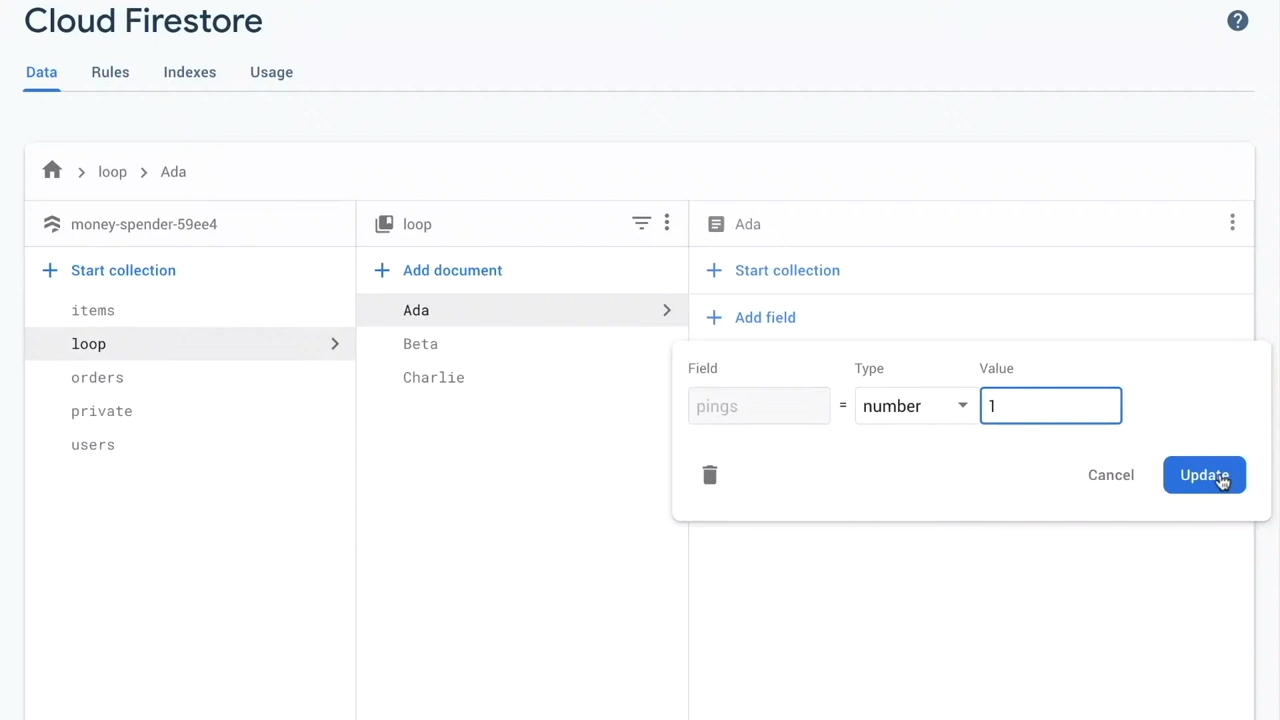 Cloud Firestore
?
Data Rules Indexes Usage
loop Ada
money-spender-59ee4 loop Ada
+ Start collection + Add document + Start collection
items Ada
+ Add field
loop Beta
orders Charlie
private
users
Field Type Value
pings = number 1
Cancel Update